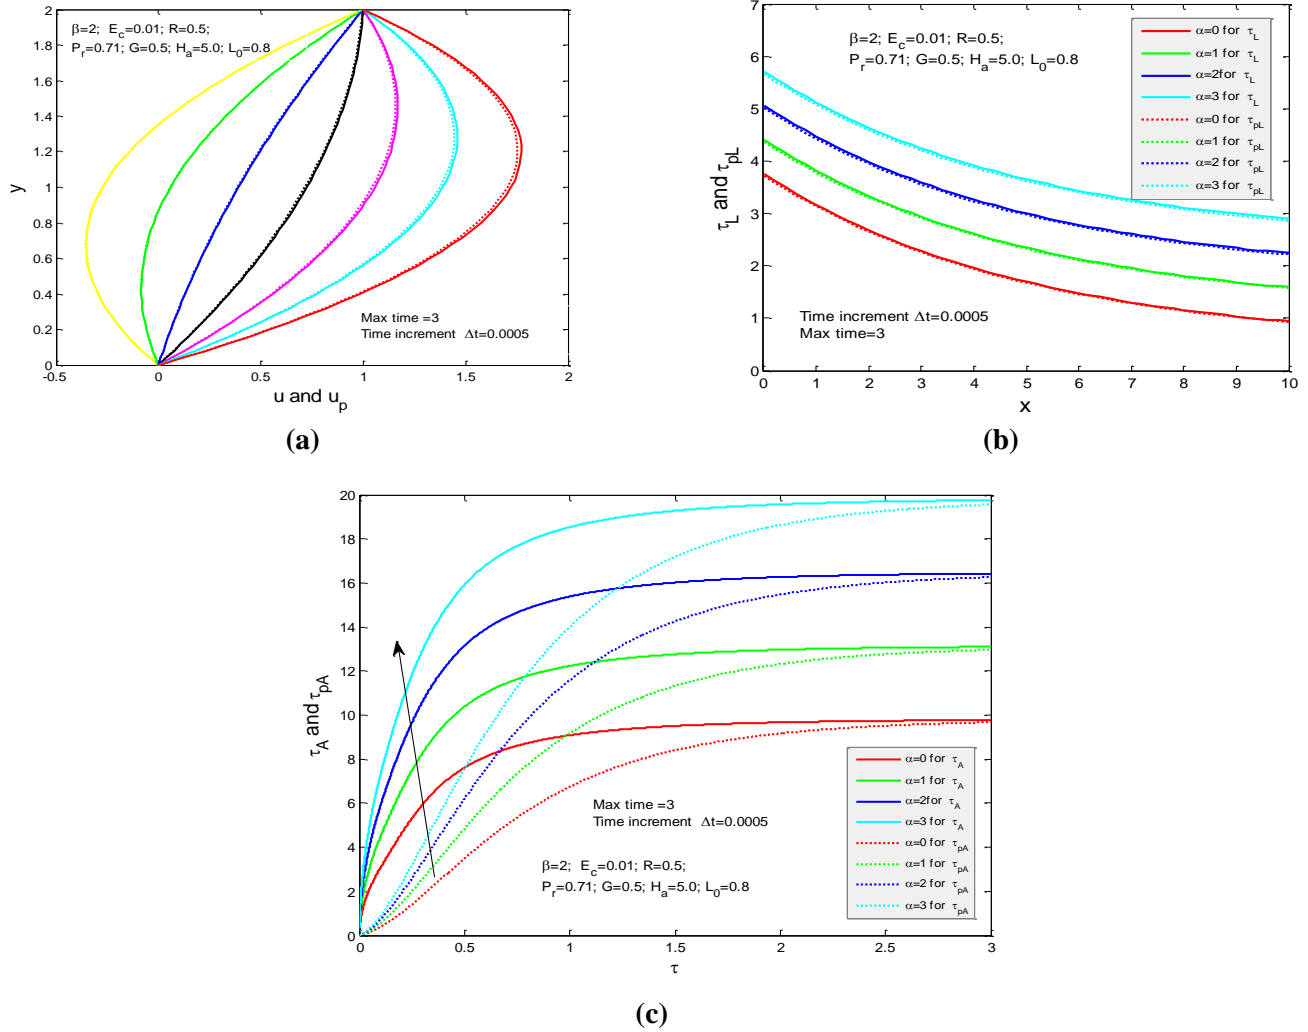 β=2; E_c=0.01; R=0.5;
P_r=0.71; G=0.5; H_a=5.0; L_0=0.8
2
1.8
1.6
1.4
1.2
1
0.8
0.6
0.4
0.2
0
y
Max time =3
Time increment Δt=0.0005
-0.5 0 0.5 1 1.5 2
u and u_p
(a)
7
6
5
4
3
2
1
0
τ_L and τ_pL
β=2; E_c=0.01; R=0.5;
P_r=0.71; G=0.5; H_a=5.0; L_0=0.8
α=0 for τ_L
α=1 for τ_L
α=2for τ_L
α=3 for τ_L
α=0 for τ_pL
α=1 for τ_pL
α=2 for τ_pL
α=3 for τ_pL
Time increment Δt=0.0005
Max time=3
0 1 2 3 4 5 6 7 8 9 10
x
(b)
20
18
16
14
12
10
8
6
4
2
0
τ_A and τ_pA
Max time =3
Time increment Δt=0.0005
β=2; E_c=0.01; R=0.5;
P_r=0.71; G=0.5; H_a=5.0; L_0=0.8
α=0 for τ_A
α=1 for τ_A
α=2for τ_A
α=3 for τ_A
α=0 for τ_pA
α=1 for τ_pA
α=2 for τ_pA
α=3 for τ_pA
0 0.5 1 1.5 2 2.5 3
τ
(c)